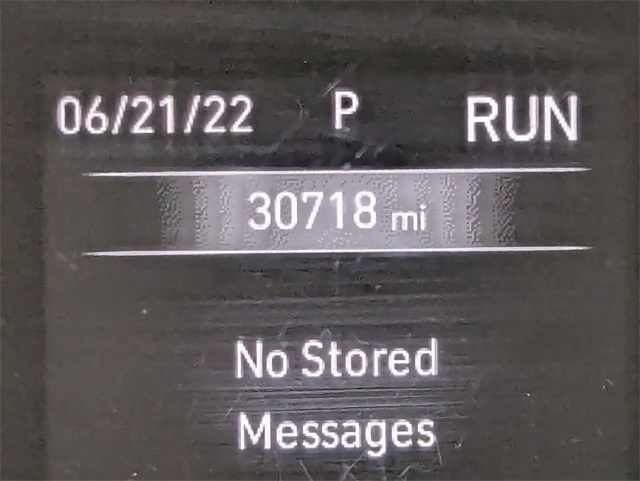 06/21/22 P RUN
30718 mi
No Stored
Messages